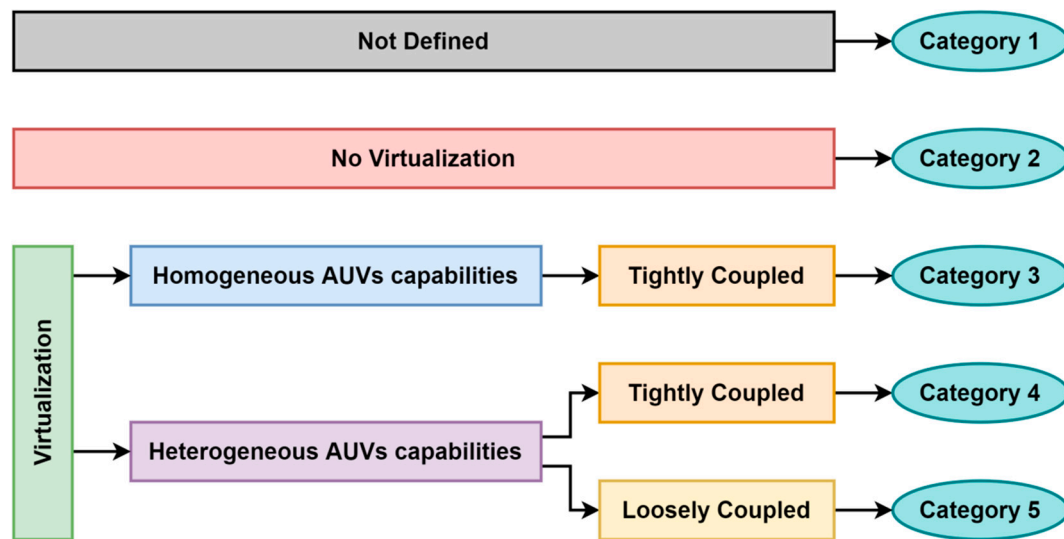 Not Defined
Category 1
No Virtualization
Category 2
Virtualization
Homogeneous AUVs capabilities
Tightly Coupled
Category 3
Heterogeneous AUVs capabilities
Tightly Coupled
Category 4
Loosely Coupled
Category 5